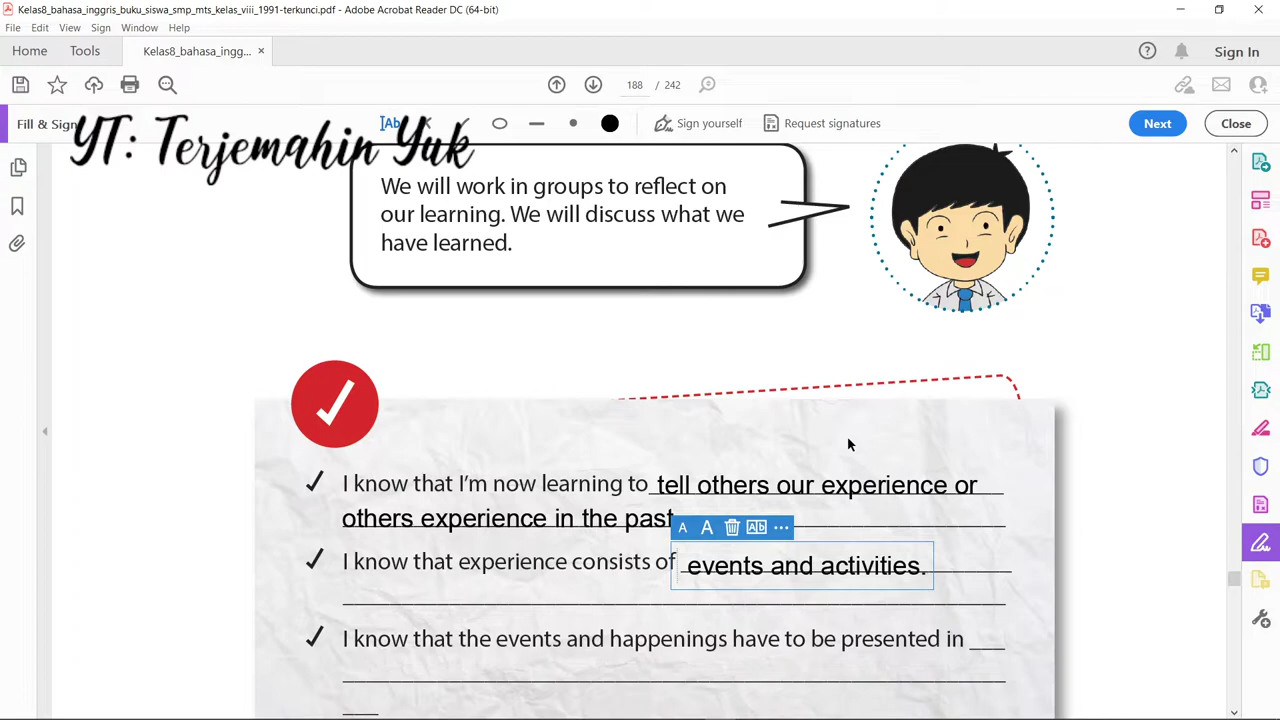 Kelas8_bahasa_inggris_buku_siswa_smp_mts_kelas_viii_1991-terkunci.pdf - Adobe Acrobat Reader DC (64-bit)
File Edit View Sign Window Help
Home Tools Kelas8_bahasa_ingg... × Sign In
188 / 242
Fill & Sign Ab Sign yourself Request signatures Next Close
YT: Terjemahin Yuk
We will work in groups to reflect on
our learning. We will discuss what we
have learned.
I know that I'm now learning to tell others our experience or
others experience in the past
A A Ab ...
I know that experience consists of events and activities.
I know that the events and happenings have to be presented in